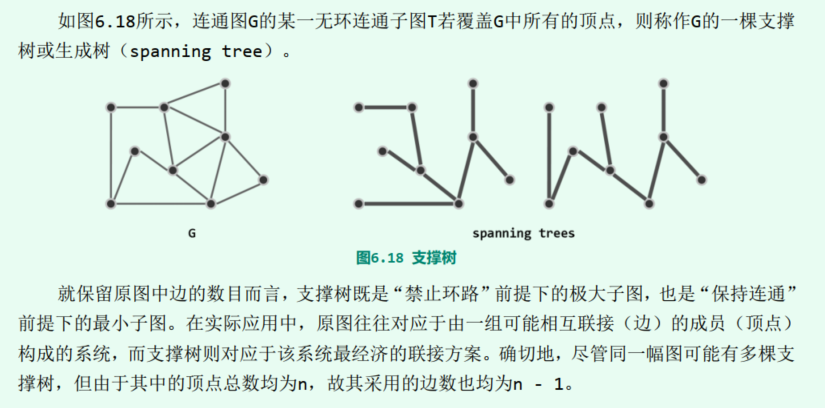 如图6.18所示，连通图G的某一无环连通子图T若覆盖G中所有的顶点，则称作G的一棵支撑
树或生成树（spanning tree）。
G
spanning trees
图6.18 支撑树
就保留原图中边的数目而言，支撑树既是“禁止环路”前提下的极大子图，也是“保持连通”
前提下的最小子图。在实际应用中，原图往往对应于由一组可能相互联接（边）的成员（顶点）
构成的系统，而支撑树则对应于该系统最经济的联接方案。确切地，尽管同一幅图可能有多棵支
撑树，但由于其中的顶点总数均为n，故其采用的边数也均为n - 1。